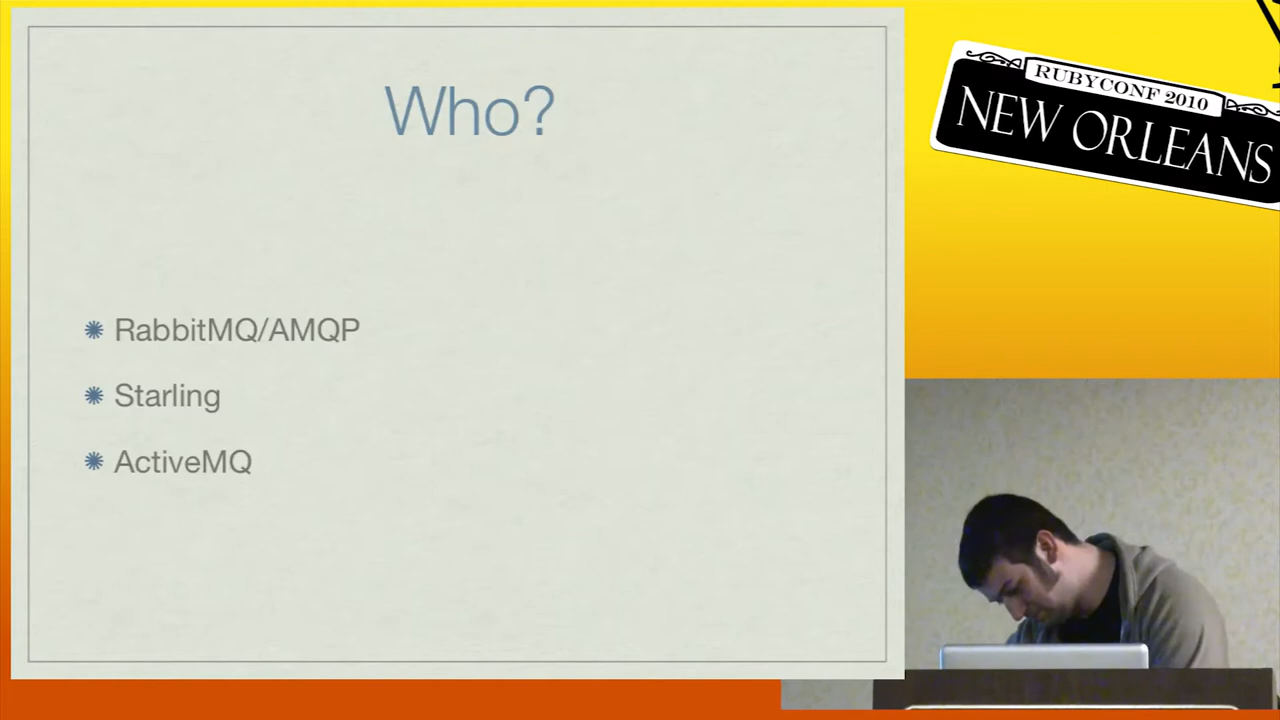 Who?
RabbitMQ/AMQP
Starling
ActiveMQ
RUBYCONF 2010
NEW ORLEANS